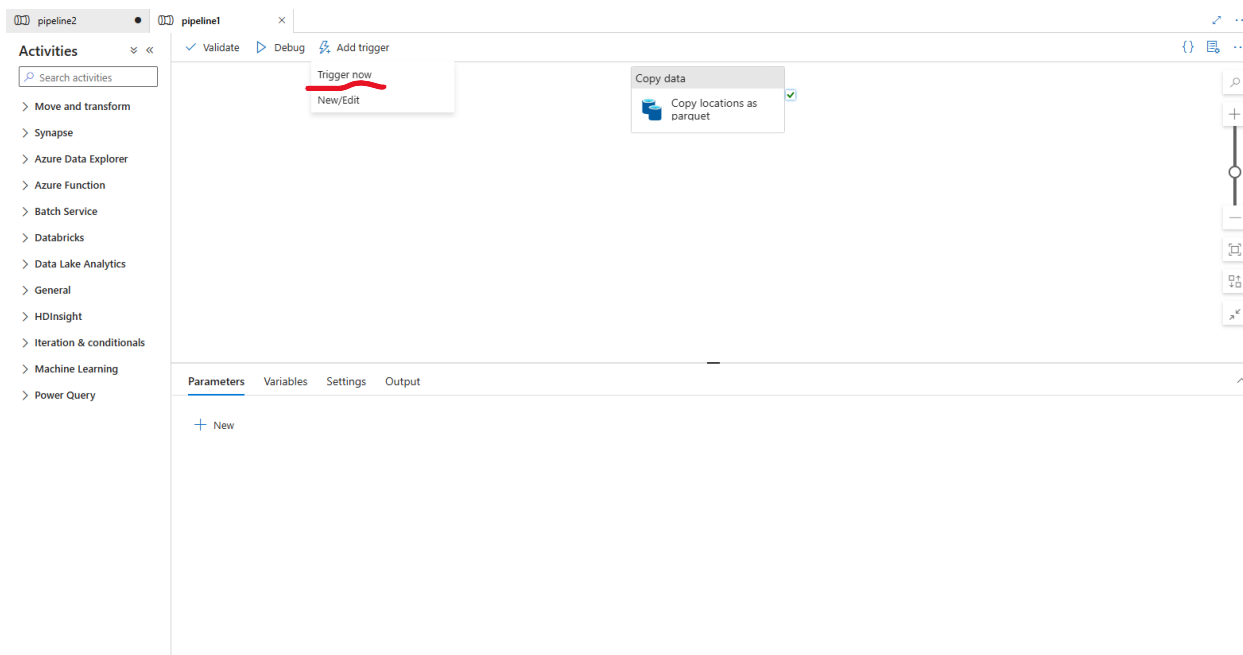 pipeline2
pipeline1
Activities
Validate
Debug
Add trigger
Search activities
Trigger now
New/Edit
Move and transform
Synapse
Azure Data Explorer
Azure Function
Batch Service
Databricks
Data Lake Analytics
General
HDInsight
Iteration & conditionals
Machine Learning
Power Query
Copy data
Copy locations as
parquet
Parameters
Variables
Settings
Output
New